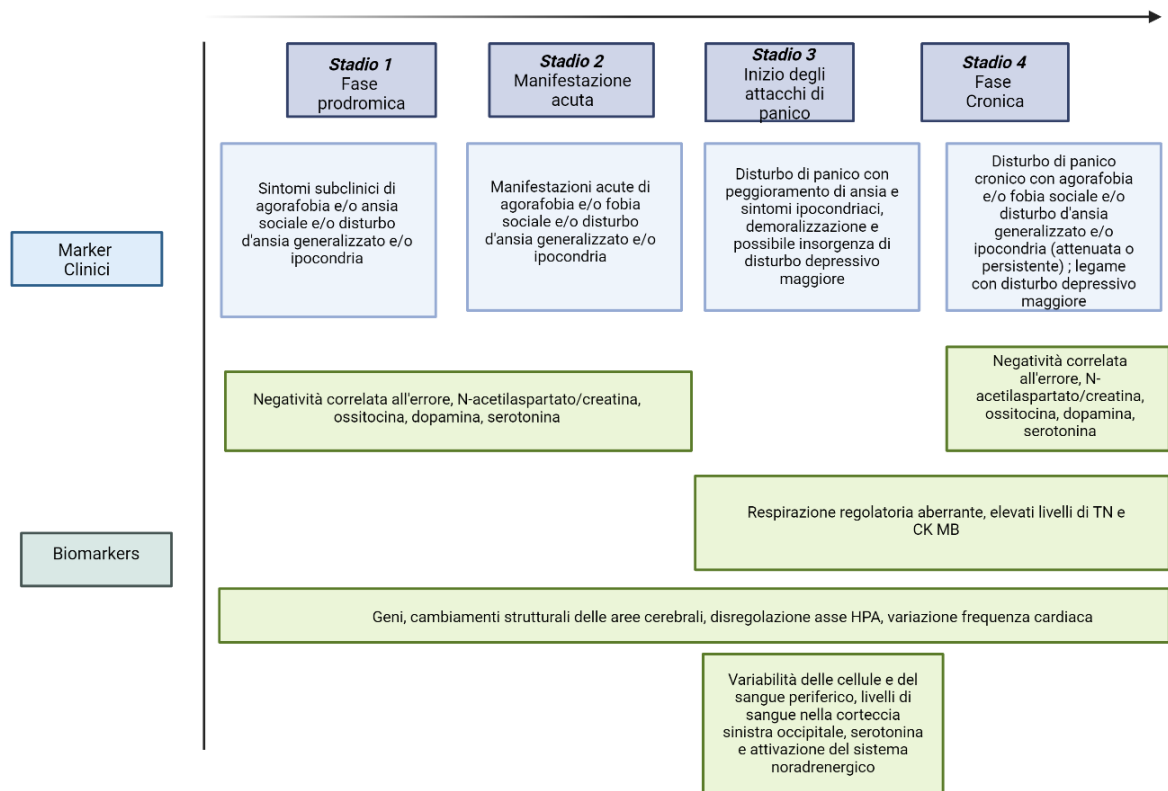 Stadio 1
Fase
prodromica
Stadio 2
Manifestazione
acuta
Stadio 3
Inizio degli
attacchi di
panico
Stadio 4
Fase
Cronica
Marker
Clinici
Sintomi subclinici di
agorafobia e/o ansia
sociale e/o disturbo
d'ansia generalizzato e/o
ipocondria
Manifestazioni acute di
agorafobia e/o fobia
sociale e/o disturbo
d'ansia generalizzato e/o
ipocondria
Disturbo di panico con
peggioramento di ansia e
sintomi ipocondriaci,
demoralizzazione e
possibile insorgenza di
disturbo depressivo
maggiore
Disturbo di panico
cronico con agorafobia
e/o fobia sociale e/o
disturbo d'ansia
generalizzato e/o
ipocondria (attenuata o
persistente) ; legame
con disturbo depressivo
maggiore
Biomarkers
Negatività correlata all'errore, N-acetilaspartato/creatina,
ossitocina, dopamina, serotonina
Negatività correlata
all'errore, N-
acetilaspartato/creatina,
ossitocina, dopamina,
serotonina
Respirazione regolatoria aberrante, elevati livelli di TN e
CK MB
Geni, cambiamenti strutturali delle aree cerebrali, disregolazione asse HPA, variazione frequenza cardiaca
Variabilità delle cellule e del
sangue periferico, livelli di
sangue nella corteccia
sinistra occipitale, serotonina
e attivazione del sistema
noradrenergico